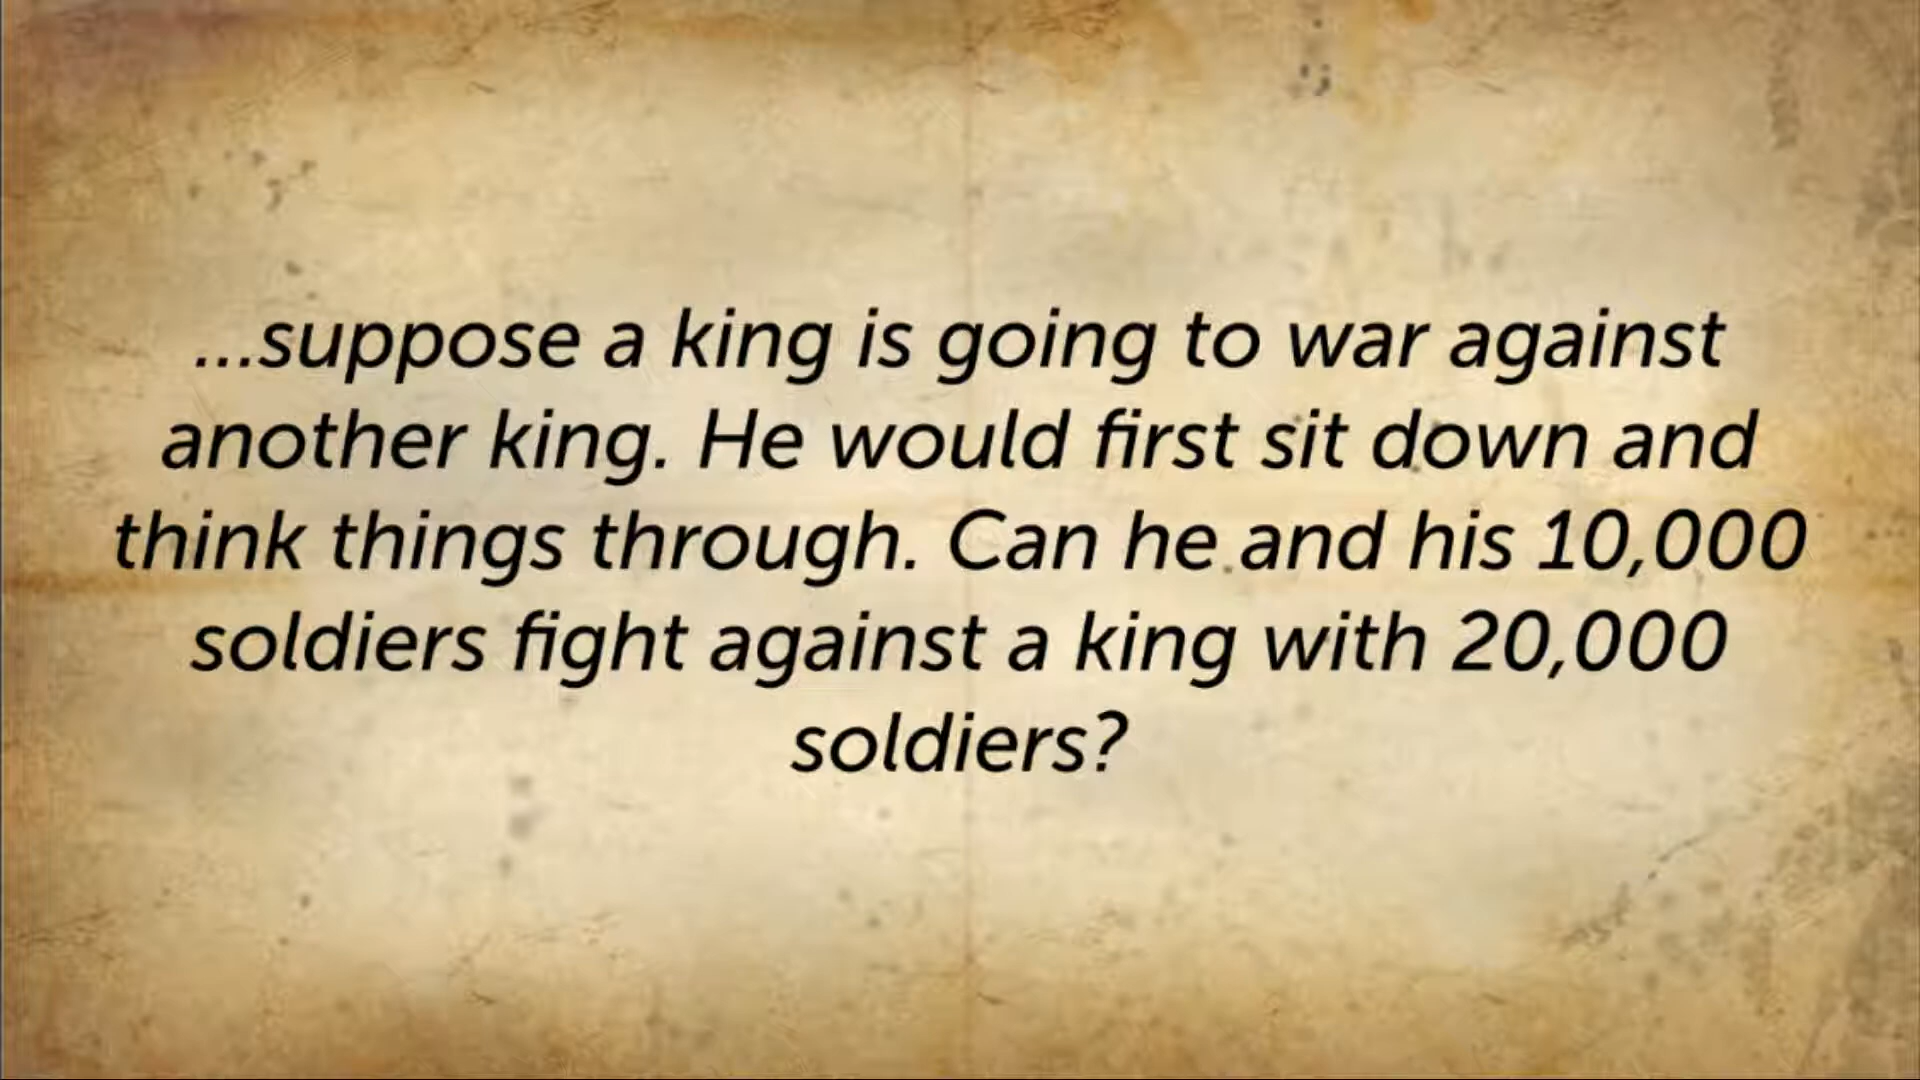 ...suppose a king is going to war against
another king. He would first sit down and
think things through. Can he and his 10,000
soldiers fight against a king with 20,000
soldiers?